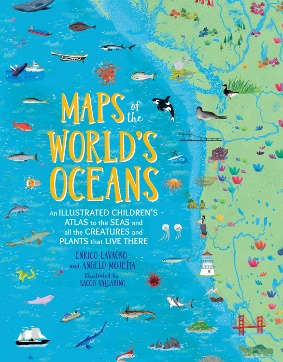 MAPS
of the
WORLD'S
OCEANS
An ILLUSTRATED CHILDREN'S
ATLAS to the SEAS and
all the CREATURES and
PLANTS that LIVE THERE
ENRICO LAVAGNO
and ANGELO MOJETTA
Illustrated by
SACCO VALLARINO